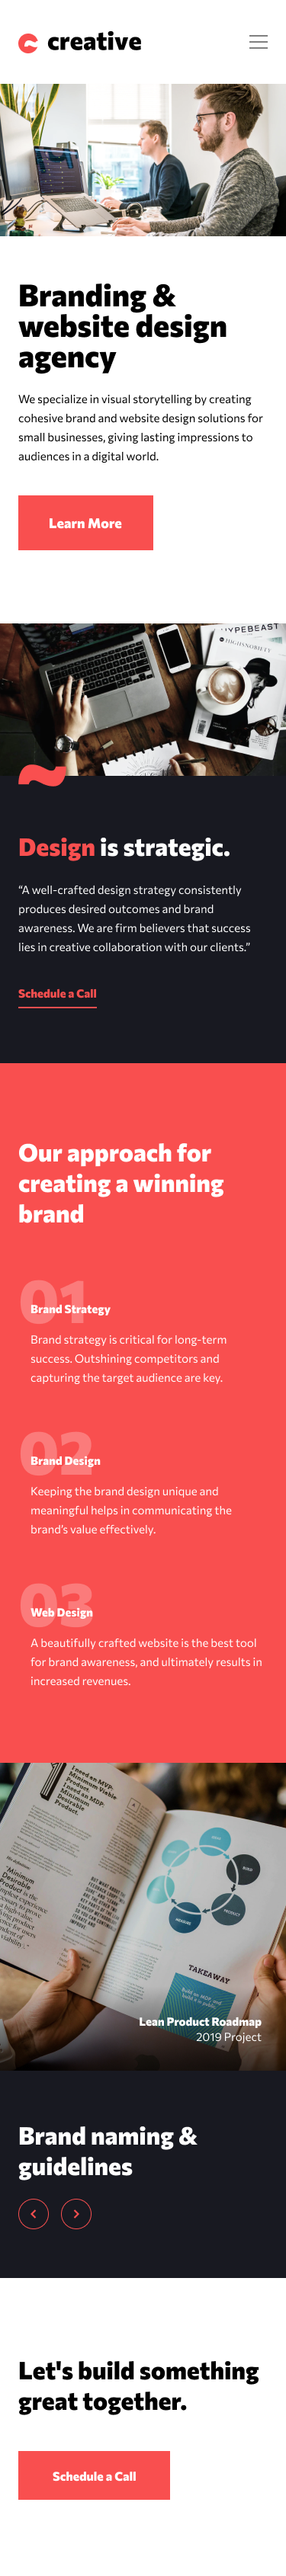 creative
Branding &
website design
agency
We specialize in visual storytelling by creating
cohesive brand and website design solutions for
small businesses, giving lasting impressions to
audiences in a digital world.
Learn More
HYPEBEAST
HIGHSNOBIETY
Design is strategic.
“A well-crafted design strategy consistently
produces desired outcomes and brand
awareness. We are firm believers that success
lies in creative collaboration with our clients.”
Schedule a Call
Our approach for
creating a winning
brand
01
Brand Strategy
Brand strategy is critical for long-term
success. Outshining competitors and
capturing the target audience are key.
02
Brand Design
Keeping the brand design unique and
meaningful helps in communicating the
brand’s value effectively.
03
Web Design
A beautifully crafted website is the best tool
for brand awareness, and ultimately results in
increased revenues.
TAKEAWAY
Lean Product Roadmap
2019 Project
Brand naming &
guidelines
Let's build something
great together.
Schedule a Call